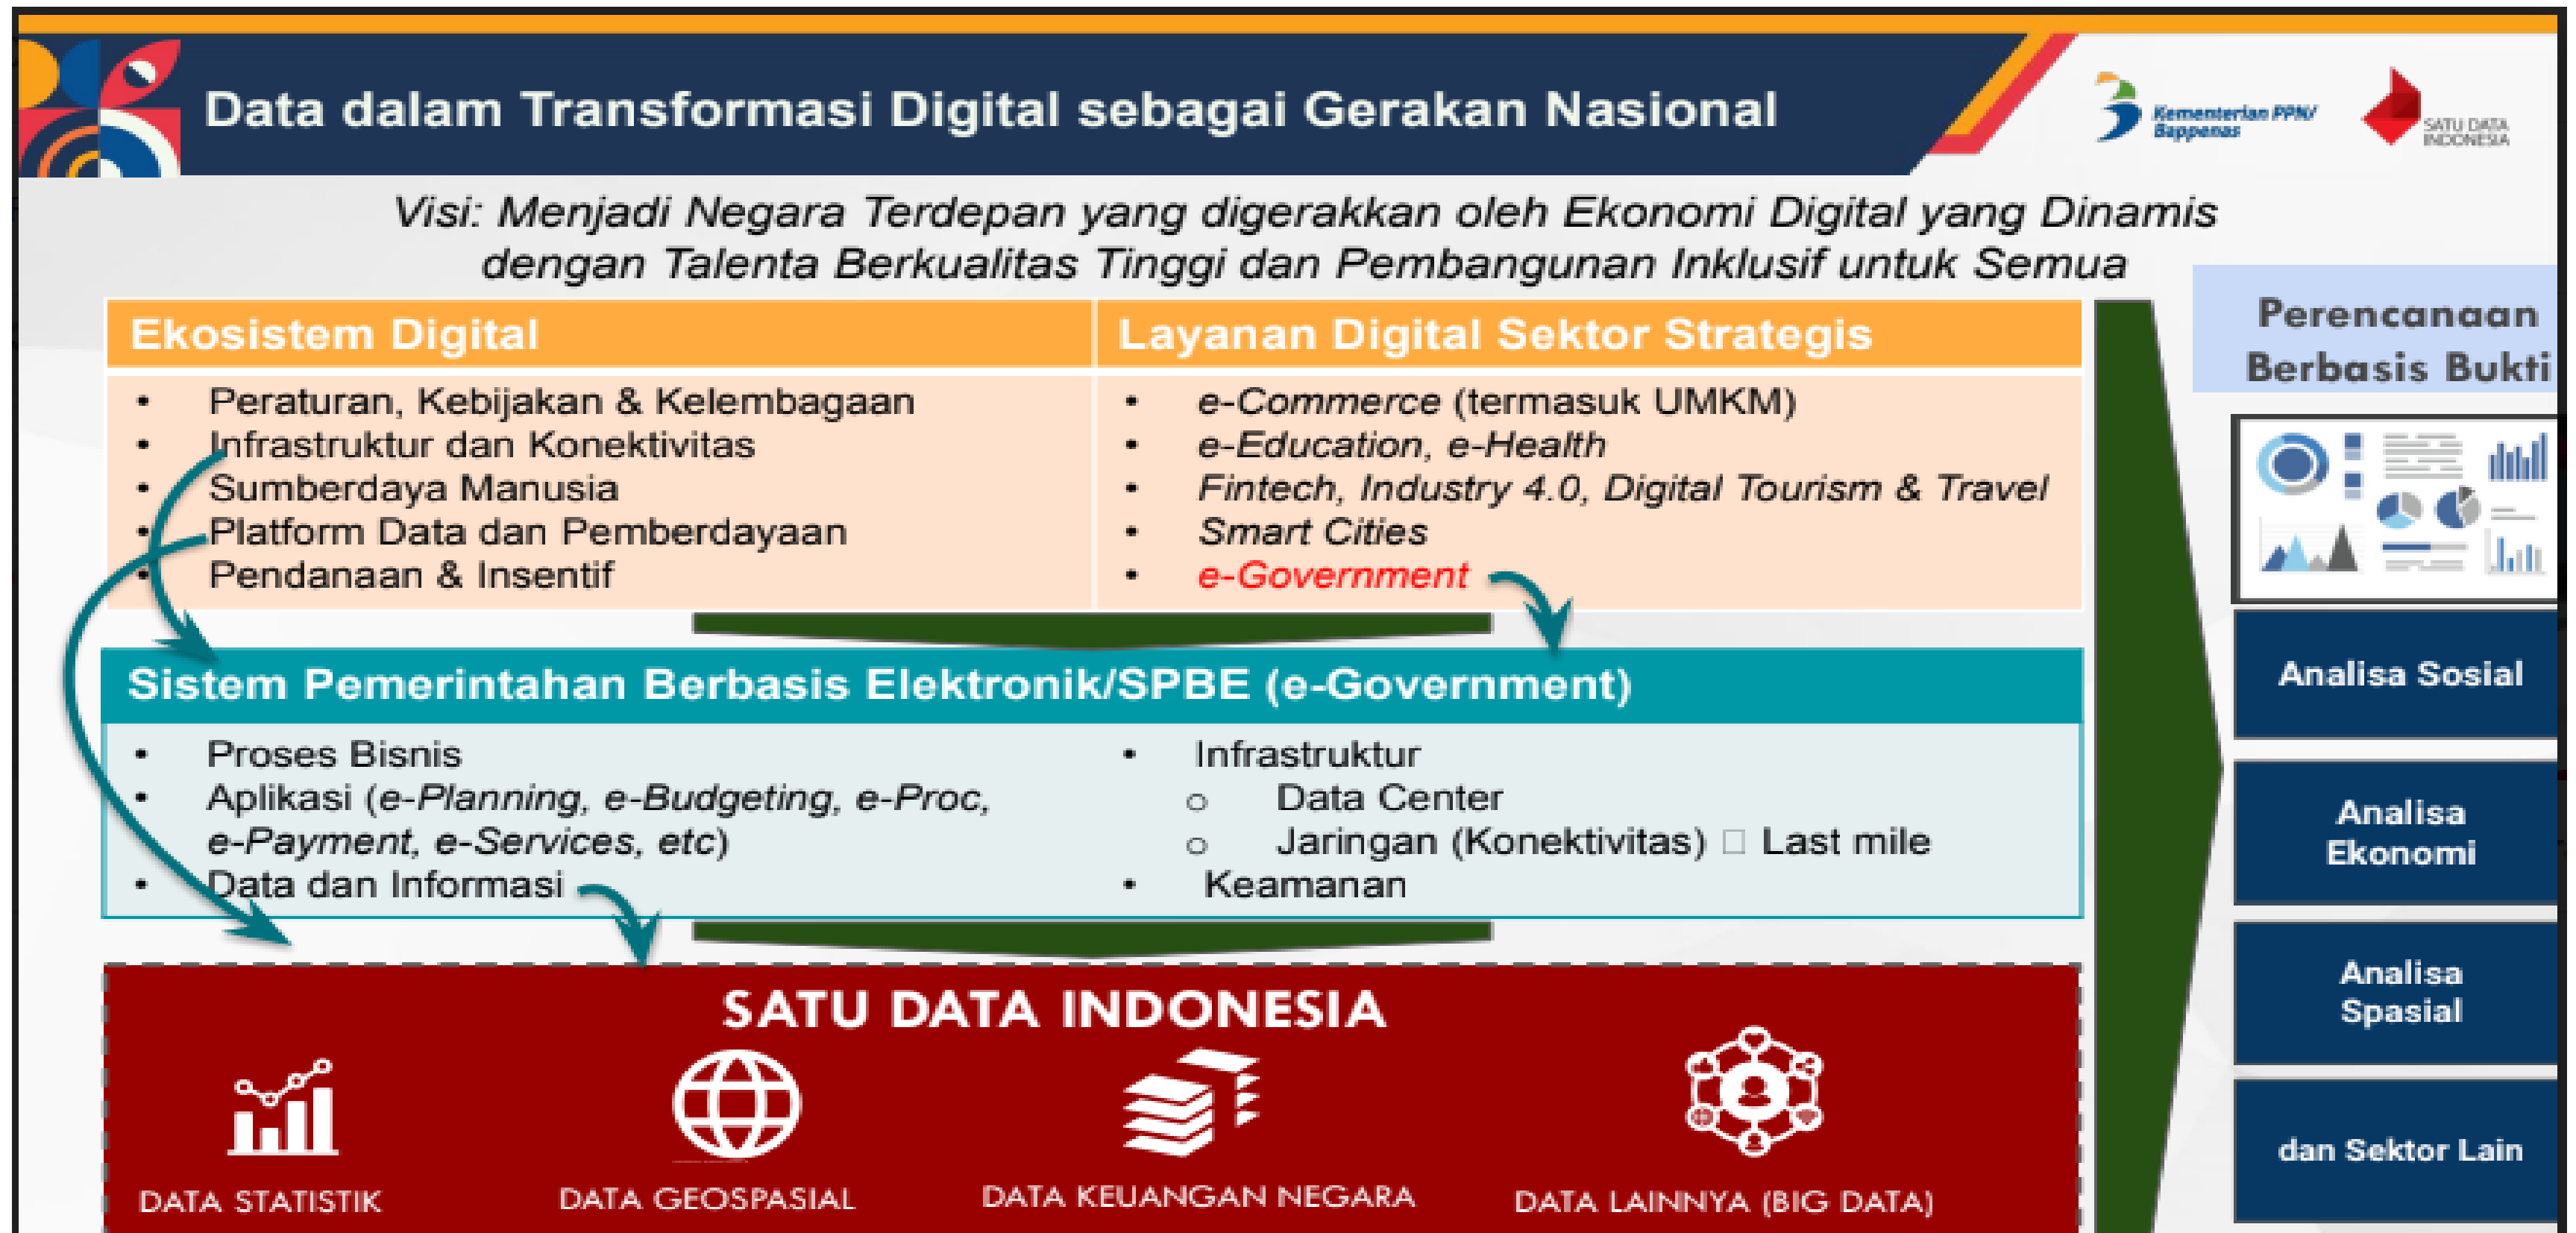 Data dalam Transformasi Digital sebagai Gerakan Nasional
Kementerian PPN/
Bappenas
SATU DATA
INDONESIA
Visi: Menjadi Negara Terdepan yang digerakkan oleh Ekonomi Digital yang Dinamis
dengan Talenta Berkualitas Tinggi dan Pembangunan Inklusif untuk Semua
Ekosistem Digital
• Peraturan, Kebijakan & Kelembagaan
• Infrastruktur dan Konektivitas
• Sumberdaya Manusia
• Platform Data dan Pemberdayaan
• Pendanaan & Insentif
Layanan Digital Sektor Strategis
• e-Commerce (termasuk UMKM)
• e-Education, e-Health
• Fintech, Industry 4.0, Digital Tourism & Travel
• Smart Cities
• e-Government
Sistem Pemerintahan Berbasis Elektronik/SPBE (e-Government)
• Proses Bisnis
• Aplikasi (e-Planning, e-Budgeting, e-Proc,
e-Payment, e-Services, etc)
• Data dan Informasi
• Infrastruktur
o Data Center
o Jaringan (Konektivitas) □ Last mile
• Keamanan
SATU DATA INDONESIA
DATA STATISTIK
DATA GEOSPASIAL
DATA KEUANGAN NEGARA
DATA LAINNYA (BIG DATA)
Perencanaan
Berbasis Bukti
Analisa Sosial
Analisa
Ekonomi
Analisa
Spasial
dan Sektor Lain